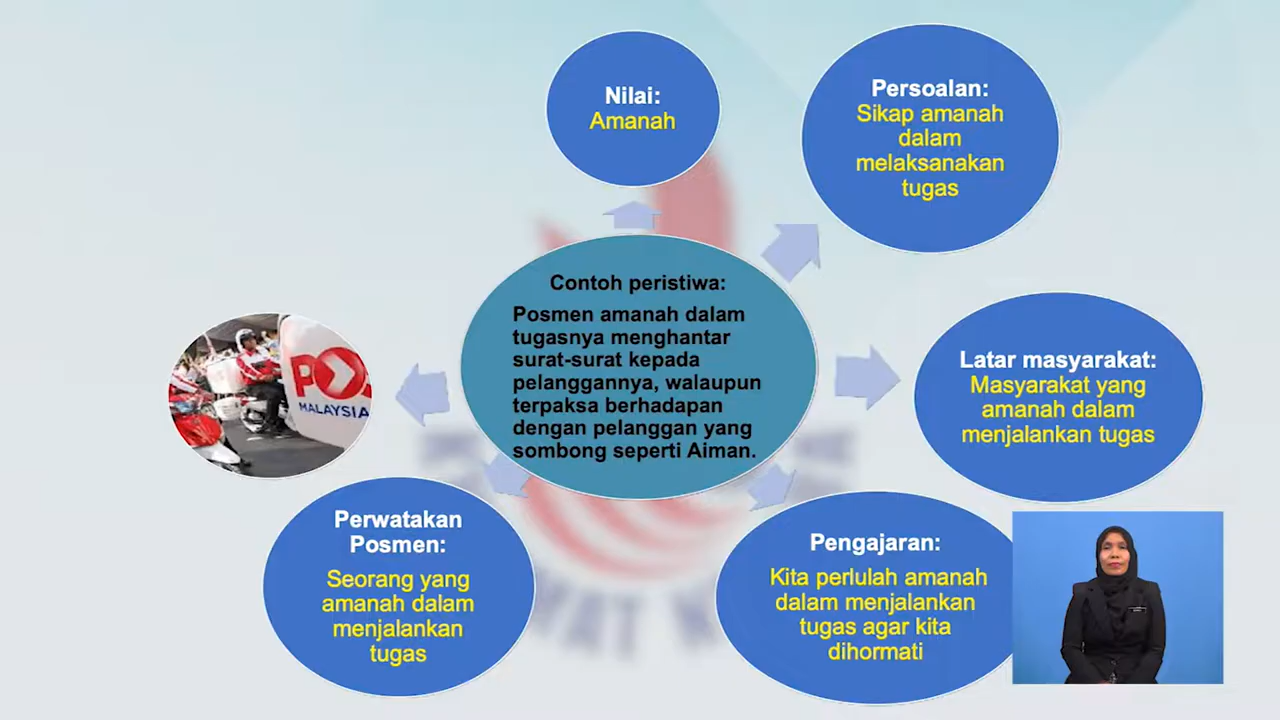 Nilai:
Amanah
Persoalan:
Sikap amanah
dalam
melaksanakan
tugas
Contoh peristiwa:
Posmen amanah dalam
tugasnya menghantar
surat-surat kepada
pelanggannya, walaupun
terpaksa berhadapan
dengan pelanggan yang
sombong seperti Aiman.
Latar masyarakat:
Masyarakat yang
amanah dalam
menjalankan tugas
POS
MALAYSIA
Perwatakan
Posmen:
Seorang yang
amanah dalam
menjalankan
tugas
Pengajaran:
Kita perlulah amanah
dalam menjalankan
tugas agar kita
dihormati